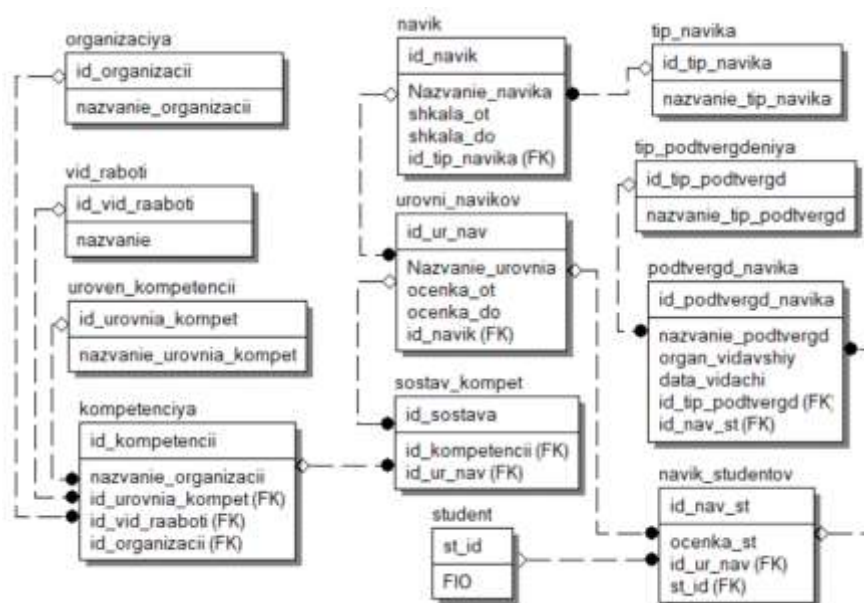 organizaciya
id_organizacii
nazvanie_organizacii
vid_raboti
id_vid_raaboti
nazvanie
uroven_kompetencii
id_urovnia_kompet
nazvanie_urovnia_kompet
kompetenciya
id_kompetencii
nazvanie_organizacii
id_urovnia_kompet (FK)
id_vid_raaboti (FK)
id_organizacii (FK)
navik
id_navik
Nazvanie_navika
shkala_ot
shkala_do
id_tip_navika (FK)
urovni_navikov
id_ur_nav
Nazvanie_urovnia
ocenka_ot
ocenka_do
id_navik (FK)
sostav_kompet
id_sostava
id_kompetencii (FK)
id_ur_nav (FK)
student
st_id
FIO
tip_navika
id_tip_navika
nazvanie_tip_navika
tip_podtvergdeniya
id_tip_podtvergd
nazvanie_tip_podtvergd
podtvergd_navika
id_podtvergd_navika
nazvanie_podtvergd
organ_vidavshiy
data_vidachi
id_tip_podtvergd (FK)
id_nav_st (FK)
navik_studentov
id_nav_st
ocenka_st
id_ur_nav (FK)
st_id (FK)